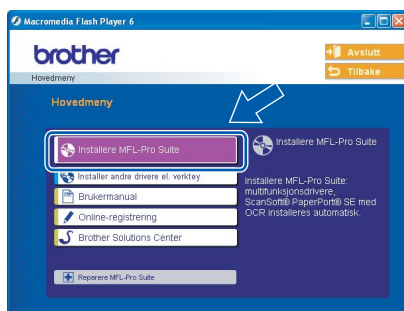 Macromedia Flash Player 6
brother
Avslutt
Tilbake
Hovedmeny
Hovedmeny
Installere MFL-Pro Suite
Installer andre drivere el. verktøy
Brukermanual
Online-registrering
Brother Solutions Center
Reparere MFL-Pro Suite
Installere MFL-Pro Suite
Installere MFL-Pro Suite:
multifunksjonsdrivere,
ScanSoft® PaperPort® SE med
OCR installeres automatisk.